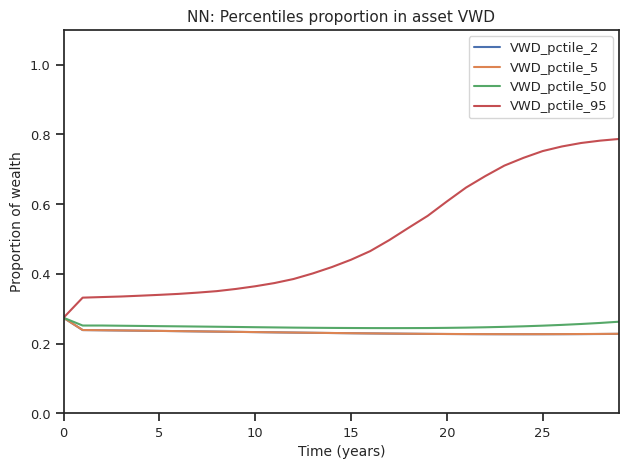 NN: Percentiles proportion in asset VWD
VWD_pctile_2
VWD_pctile_5
VWD_pctile_50
VWD_pctile_95
1.0
0.8
0.6
0.4
0.2
0.0
Proportion of wealth
0 5 10 15 20 25
Time (years)